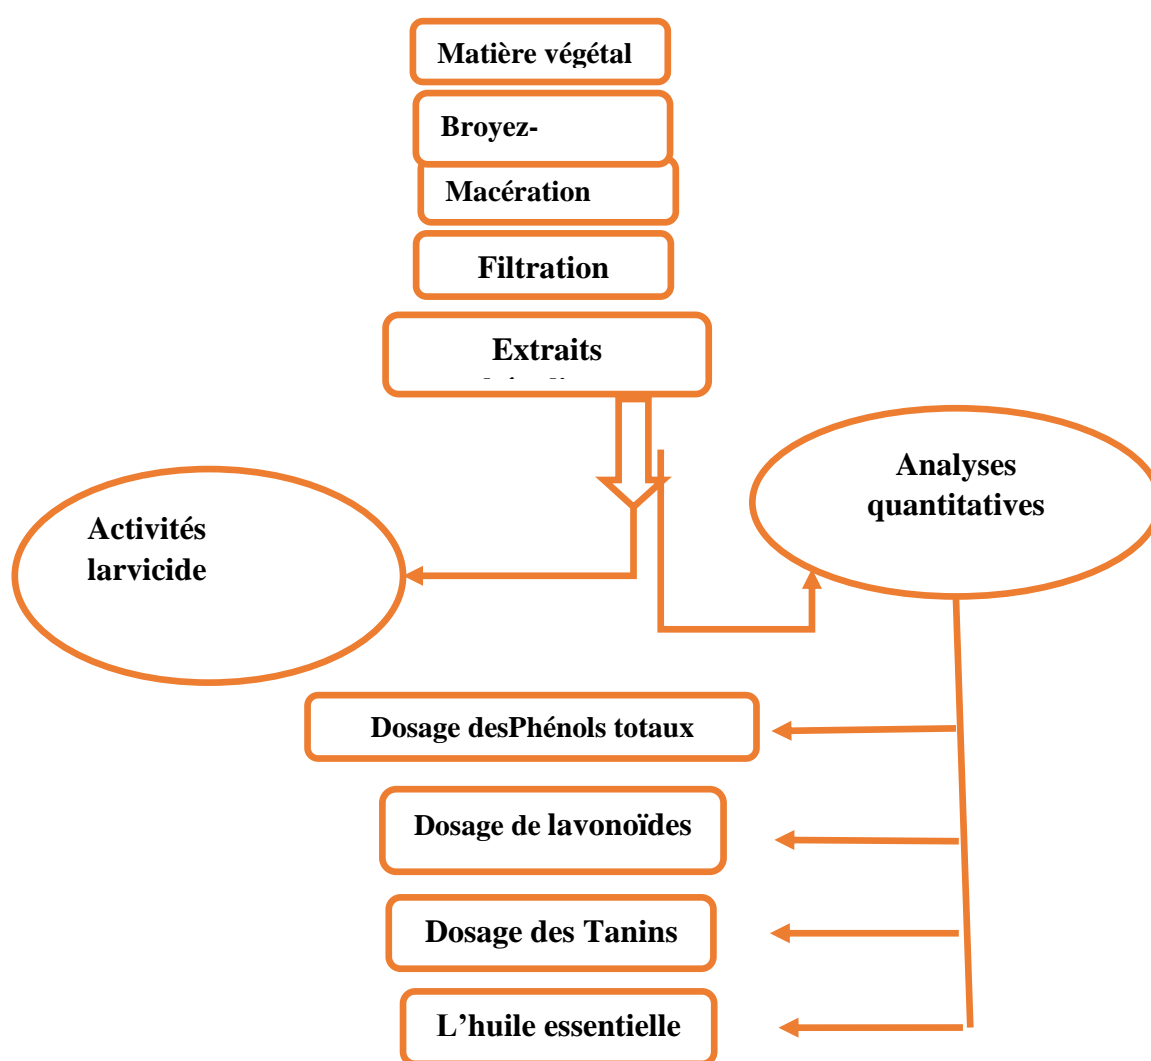 Matière végétal
Broyez-
Macération
Filtration
Extraits
Analyses
quantitatives
Activités
larvicide
Dosage desPhénols totaux
Dosage de lavonoïdes
Dosage des Tanins
L’huile essentielle